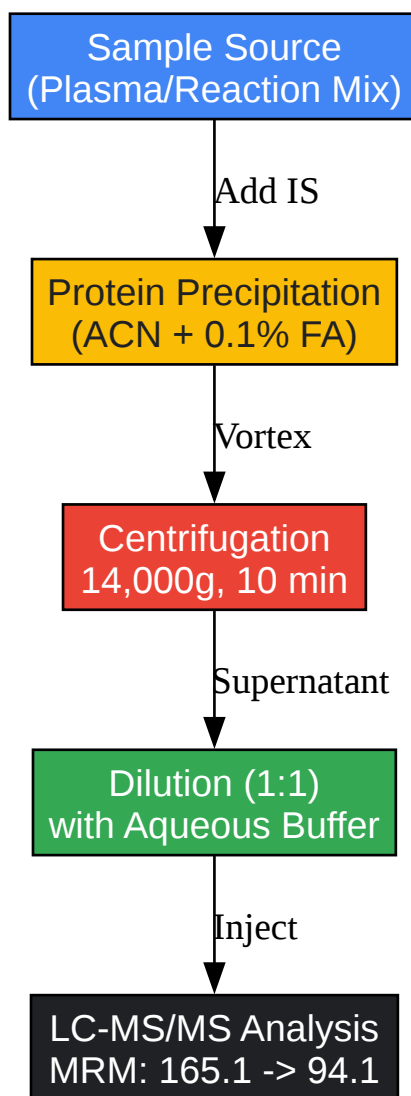 Sample Source
(Plasma/Reaction Mix)
Add IS
Protein Precipitation
(ACN + 0.1% FA)
Vortex
Centrifugation
14,000g, 10 min
Supernatant
Dilution (1:1)
with Aqueous Buffer
Inject
LC-MS/MS Analysis
MRM: 165.1 -> 94.1